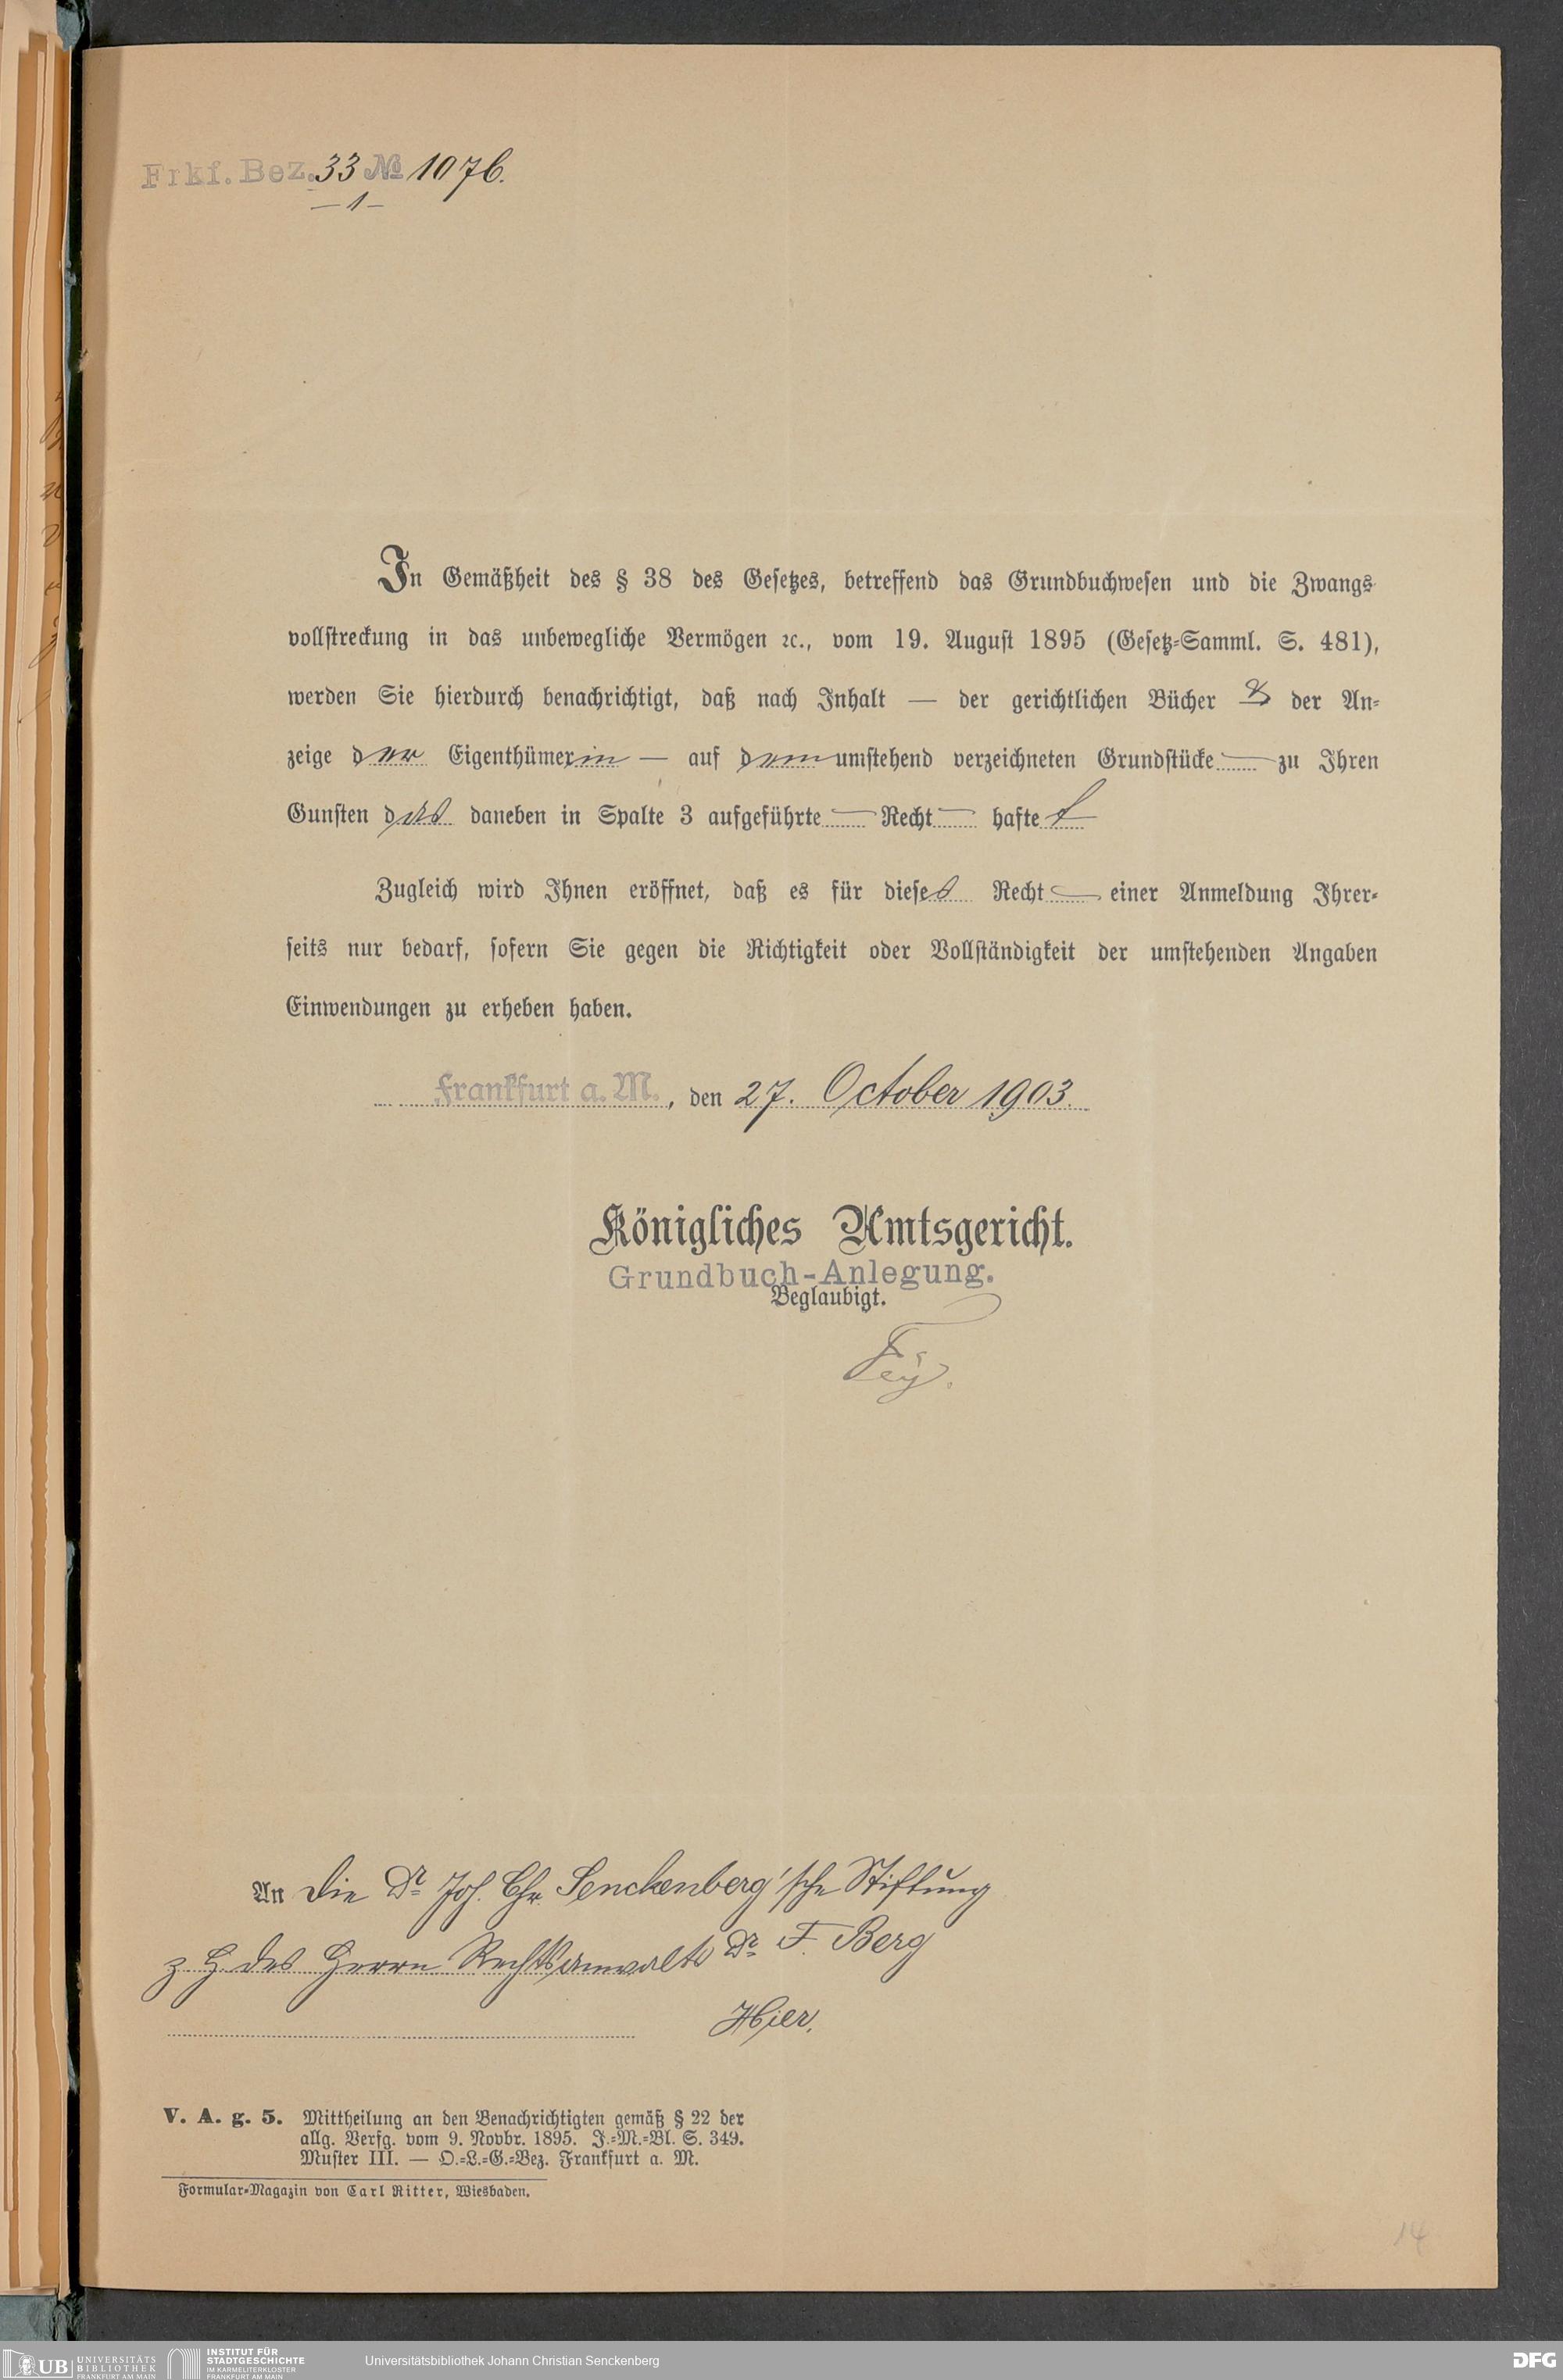 Frkf. Bez. 33 № 1076.
— 1 —
In Gemäßheit des § 38 des Gesetzes, betreffend das Grundbuchwesen und die Zwangs
vollstreckung in das unbewegliche Vermögen ꝛc., vom 19. August 1895 (Gesetz-Samml. S. 481),
werden Sie hierdurch benachrichtigt, daß nach Inhalt — der gerichtlichen Bücher & der An-
zeige der Eigenthümerin — auf dem umstehend verzeichneten Grundstücke — zu Ihren
Gunsten das daneben in Spalte 3 aufgeführte — Recht — haftet
Zugleich wird Ihnen eröffnet, daß es für dieses Recht — einer Anmeldung Ihrer-
seits nur bedarf, sofern Sie gegen die Richtigkeit oder Vollständigkeit der umstehenden Angaben
Einwendungen zu erheben haben.
Frankfurt a. M., den 27. October 1903.
Königliches Amtsgericht.
Grundbuch-Anlegung.
Beglaubigt.
Fey.
An die Dr Joh. Chr. Senckenberg'sche Stiftung
z. H. des Herrn Rechtsanwalts Dr. F. Berg
Hier.
V. A. g. 5. Mittheilung an den Benachrichtigten gemäß § 22 der
allg. Verfg. vom 9. Novbr. 1895. J.-M.-Bl. S. 349.
Muster III. — O.-L.-G.-Bez. Frankfurt a. M.
Formular-Magazin von Carl Ritter, Wiesbaden.
14
UB UNIVERSITÄTS
BIBLIOTHEK
FRANKFURT AM MAIN
INSTITUT FÜR
STADTGESCHICHTE
IM KARMELITERKLOSTER
FRANKFURT AM MAIN
Universitätsbibliothek Johann Christian Senckenberg
DFG